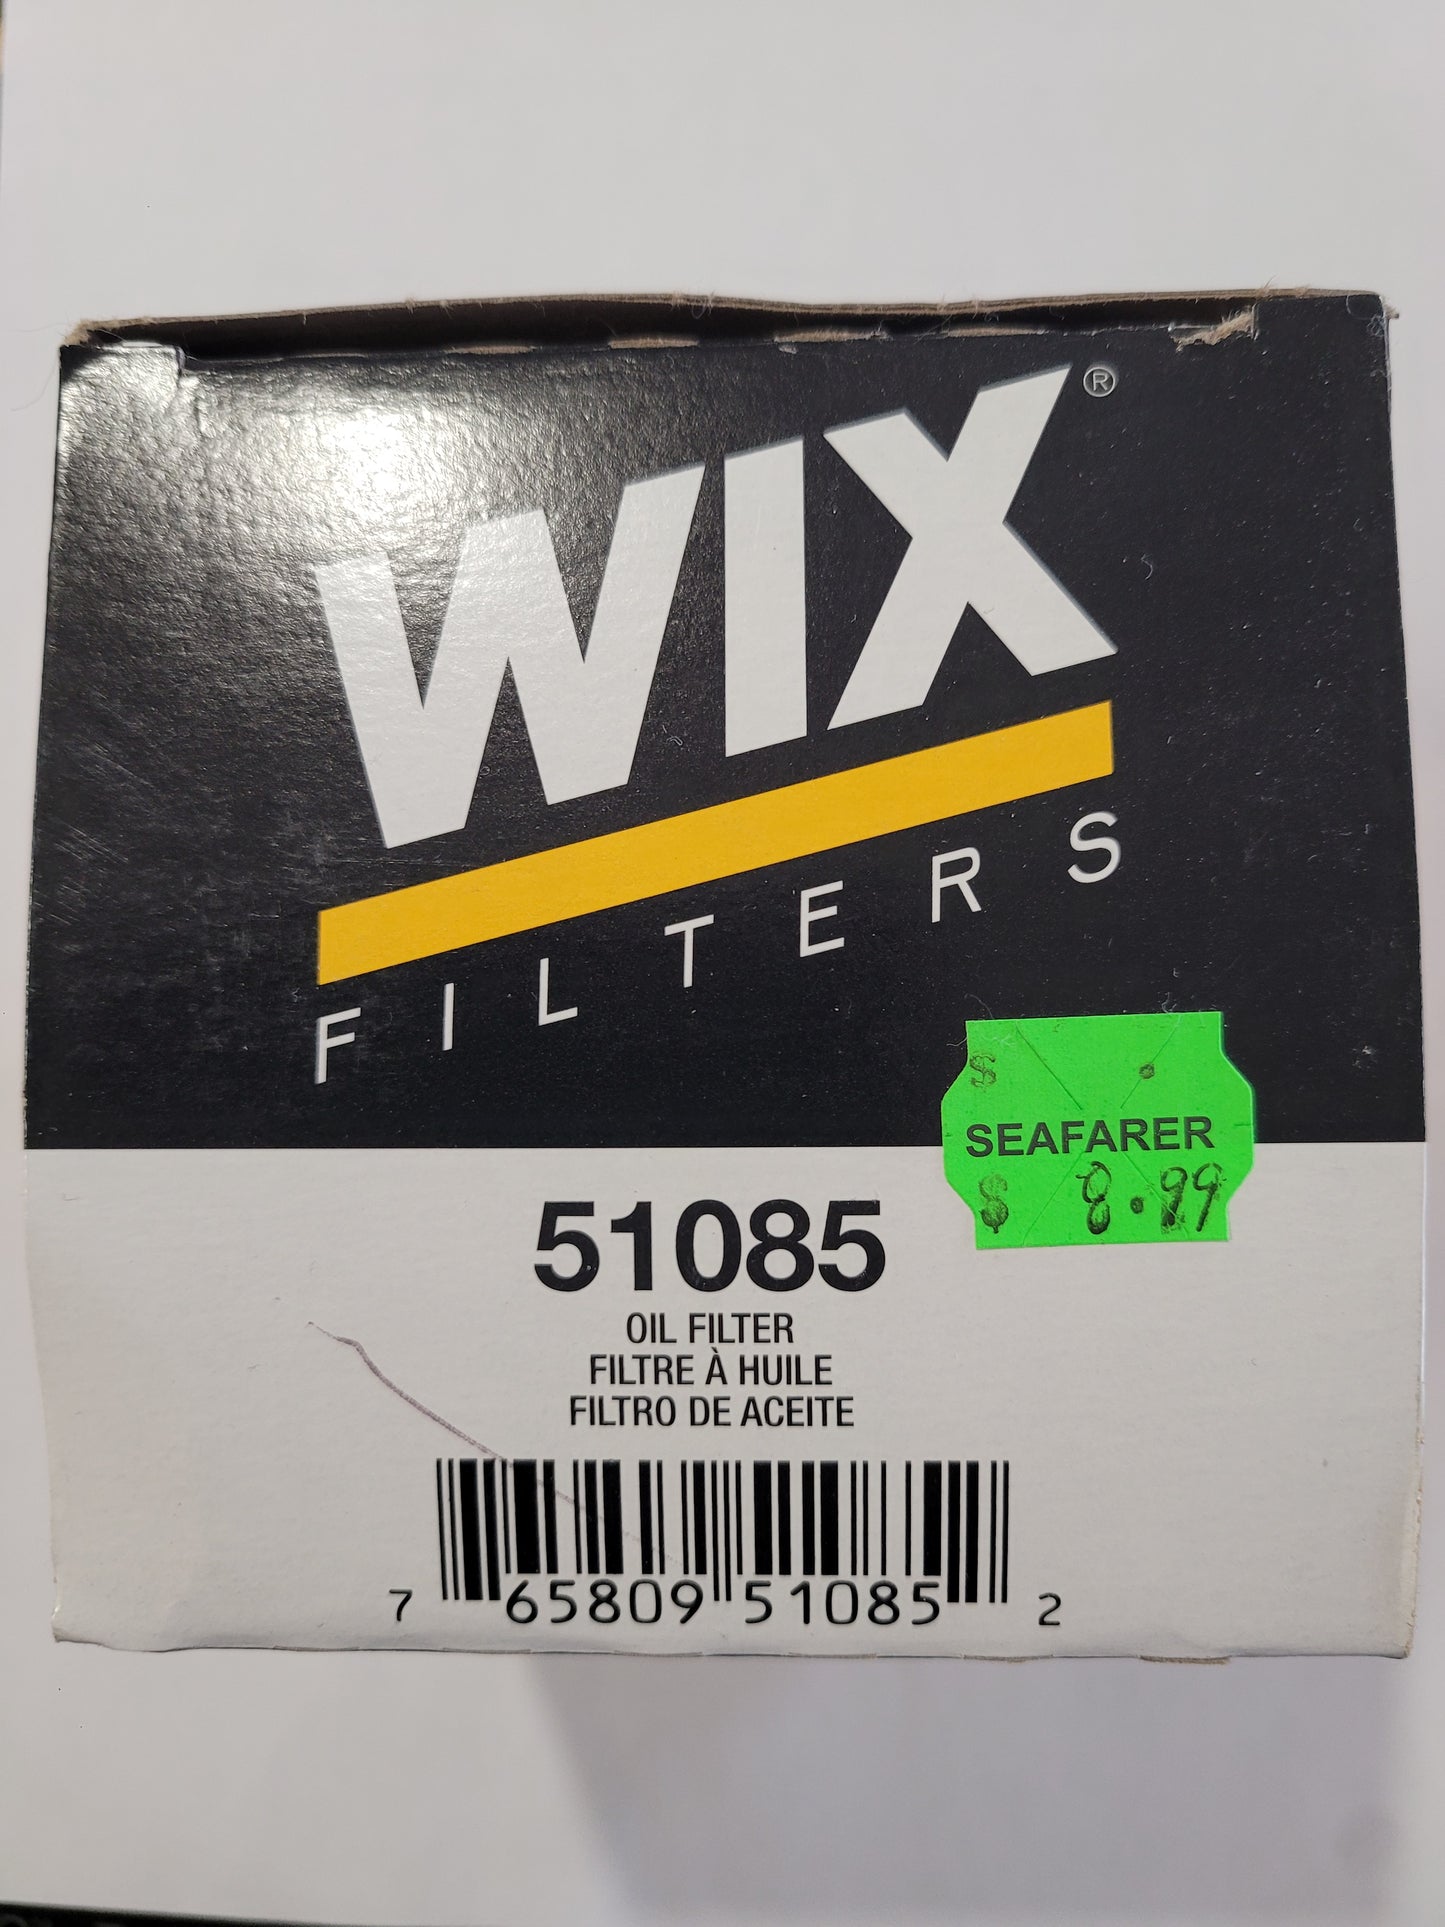 WIX®
FILTERS
$ .
SEAFARER
$ 8.99
51085
OIL FILTER
FILTRE À HUILE
FILTRO DE ACEITE
7 65809 51085 2